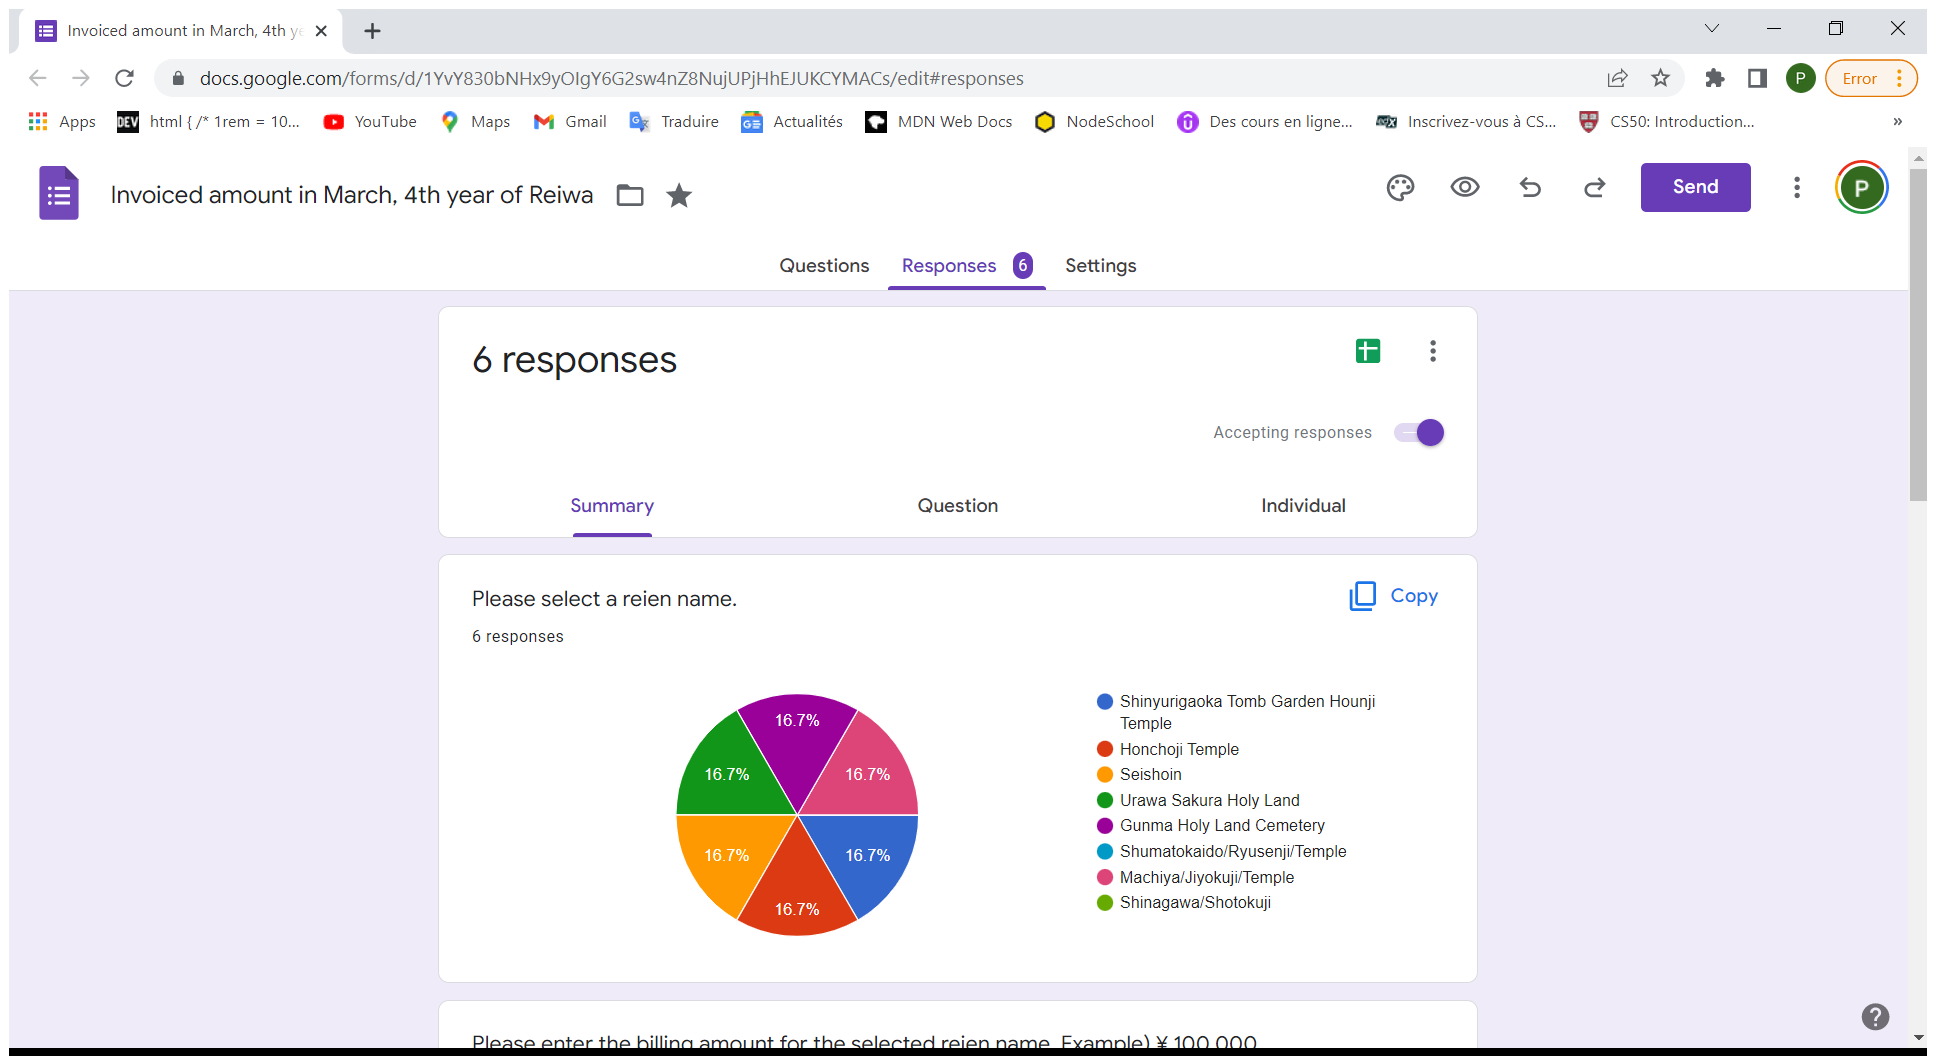 Invoiced amount in March, 4th ye
docs.google.com/forms/d/1YvY830bNHx9yOIgY6G2sw4nZ8NujUPjHhEJUKCYMACs/edit#responses
P
Error
Apps
DEV
html { /* 1rem = 10...
YouTube
Maps
Gmail
Traduire
Actualités
MDN Web Docs
NodeSchool
Des cours en ligne...
Inscrivez-vous à CS...
CS50: Introduction...
»
Invoiced amount in March, 4th year of Reiwa
Send
P
Questions
Responses 6
Settings
6 responses
Accepting responses
Summary
Question
Individual
Please select a reien name.
Copy
6 responses
16.7%
16.7%
16.7%
16.7%
16.7%
16.7%
Shinyurigaoka Tomb Garden Hounji
Temple
Honchoji Temple
Seishoin
Urawa Sakura Holy Land
Gunma Holy Land Cemetery
Shumatokaido/Ryusenji/Temple
Machiya/Jiyokuji/Temple
Shinagawa/Shotokuji
Please enter the billing amount for the selected reien name. Example) ¥ 100,000